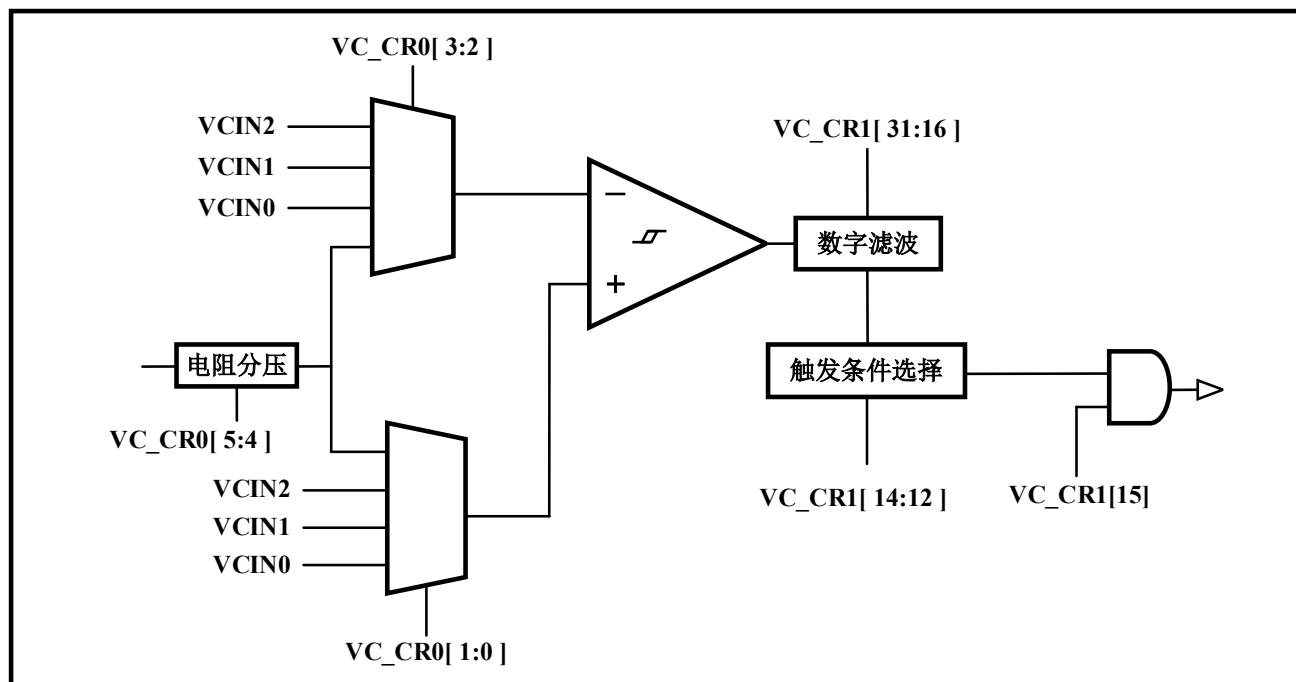 VC_CR0[ 3:2 ]
VCIN2
VCIN1
VCIN0
VC_CR1[ 31:16 ]
−
+
数字滤波
电阻分压
触发条件选择
VC_CR0[ 5:4 ]
VCIN2
VCIN1
VCIN0
VC_CR1[ 14:12 ]
VC_CR1[15]
VC_CR0[ 1:0 ]